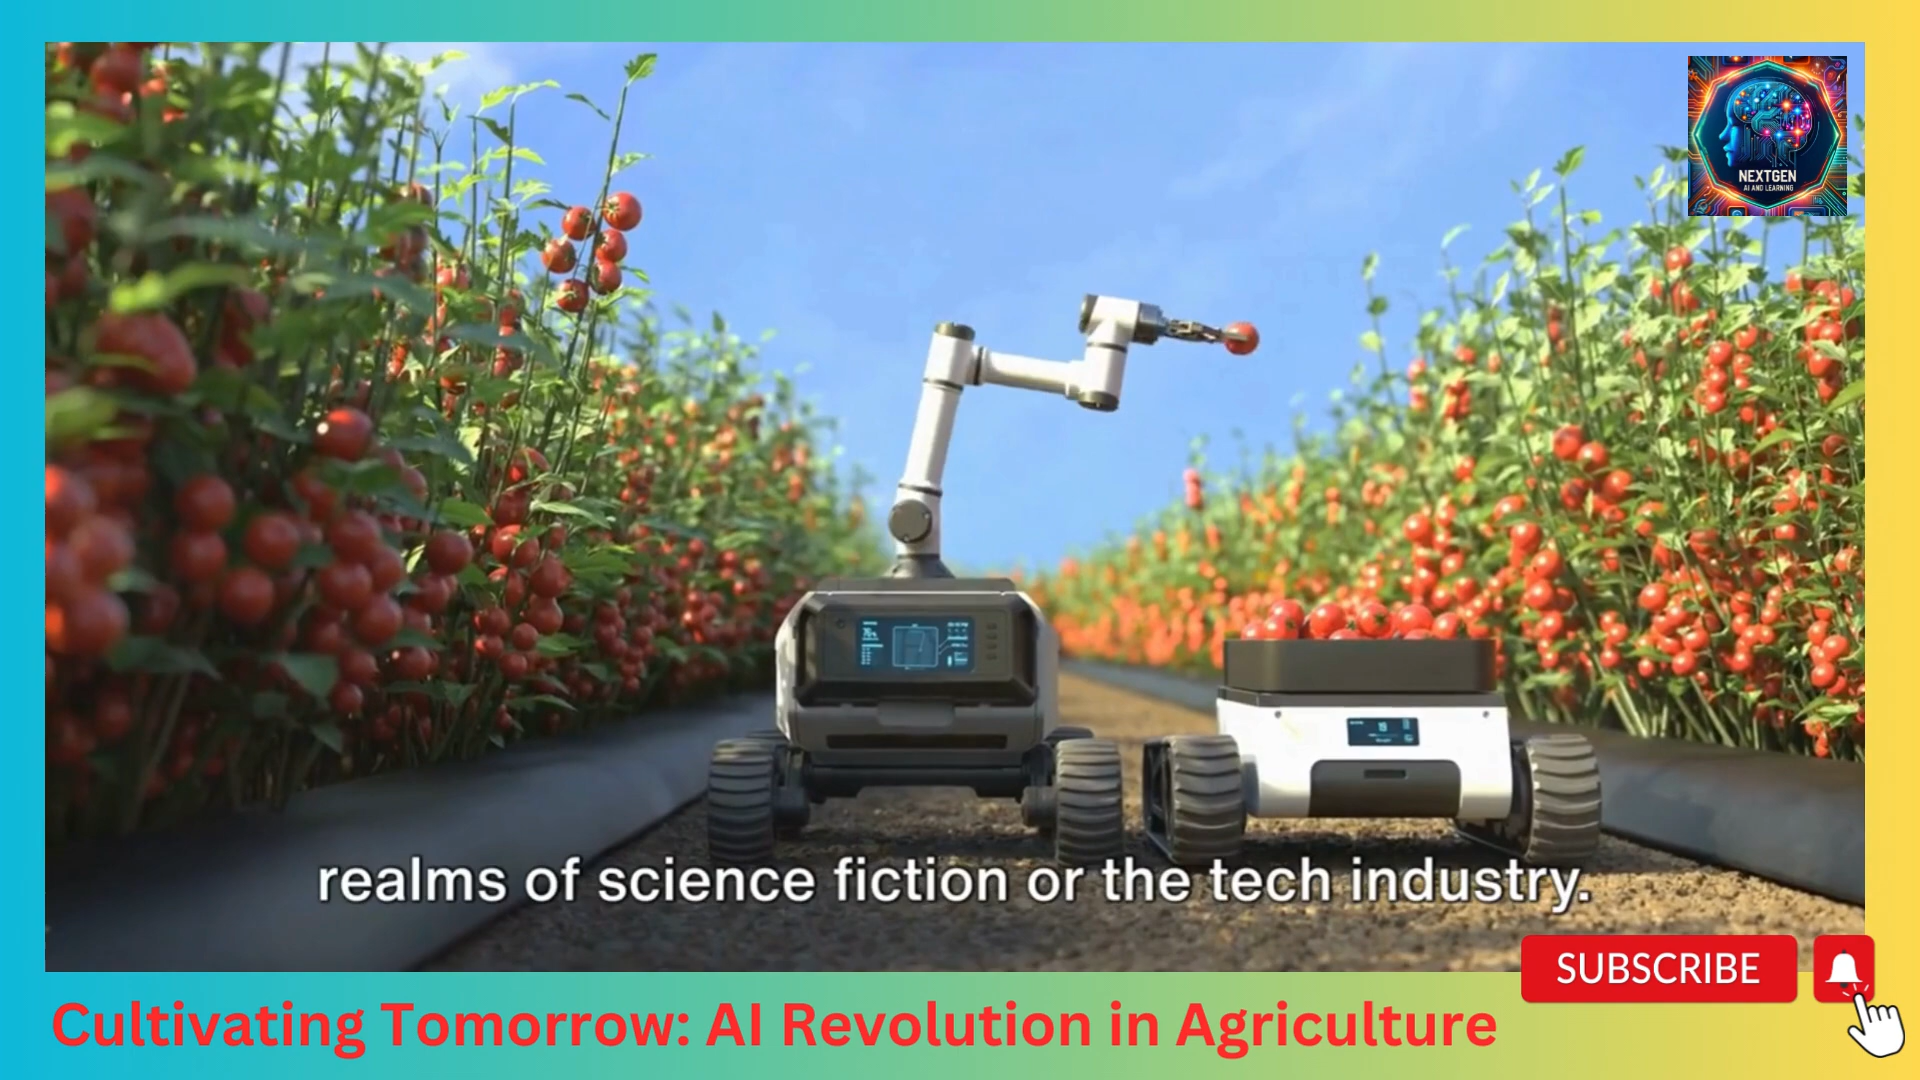 NEXTGEN
AI AND LEARNING
realms of science fiction or the tech industry.
SUBSCRIBE
Cultivating Tomorrow: AI Revolution in Agriculture